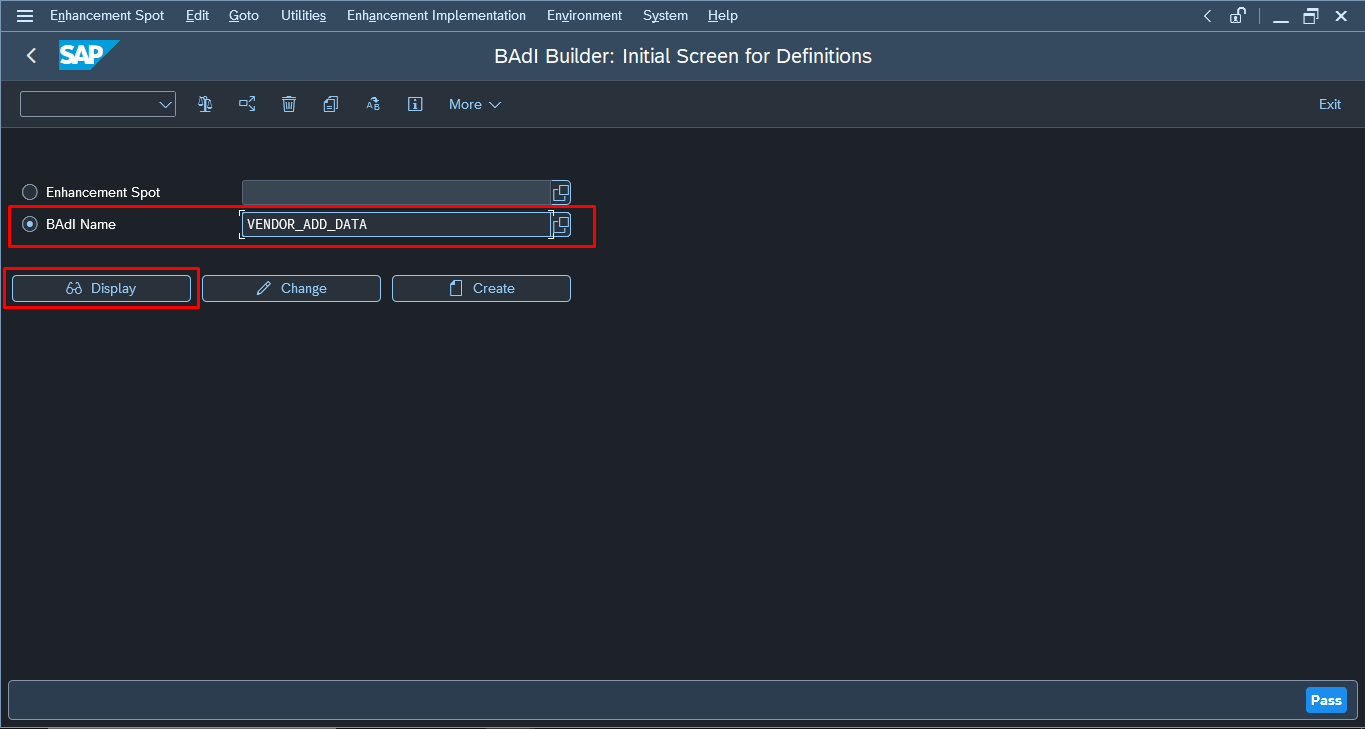 Enhancement Spot Edit Goto Utilities Enhancement Implementation Environment System Help
SAP BAdI Builder: Initial Screen for Definitions
More Exit
Enhancement Spot
BAdI Name VENDOR_ADD_DATA
Display Change Create
Pass